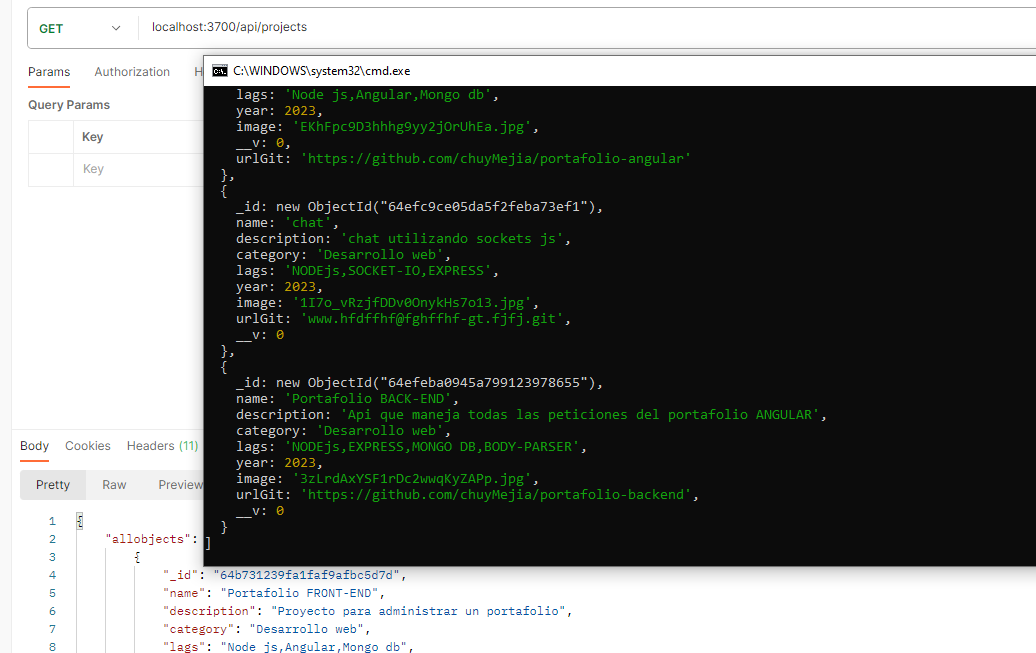 GET
localhost:3700/api/projects
Params
Authorization
H
Query Params
Key
Key
C:\WINDOWS\system32\cmd.exe
lags: 'Node js,Angular,Mongo db',
year: 2023,
image: 'EKhFpc9D3hhhg9yy2jOrUhEa.jpg',
__v: 0,
urlGit: 'https://github.com/chuyMejia/portafolio-angular'
},
{
_id: new ObjectId("64efc9ce05da5f2feba73ef1"),
name: 'chat',
description: 'chat utilizando sockets js',
category: 'Desarrollo web',
lags: 'NODEjs,SOCKET-IO,EXPRESS',
year: 2023,
image: '1I7o_vRzjfDDv0OnykHs7o13.jpg',
urlGit: 'www.hfdffhf@fghffhf-gt.fjfj.git',
__v: 0
},
{
_id: new ObjectId("64efeba0945a799123978655"),
name: 'Portafolio BACK-END',
description: 'Api que maneja todas las peticiones del portafolio ANGULAR',
category: 'Desarrollo web',
lags: 'NODEjs,EXPRESS,MONGO DB,BODY-PARSER',
year: 2023,
image: '3zLrdAxYSF1rDc2wwqKyZAPp.jpg',
urlGit: 'https://github.com/chuyMejia/portafolio-backend',
__v: 0
}
]
Body
Cookies
Headers (11)
Pretty
Raw
Preview
1 {
2 "allobjects":
3 {
4 "_id": "64b731239fa1faf9afbc5d7d",
5 "name": "Portafolio FRONT-END",
6 "description": "Proyecto para administrar un portafolio",
7 "category": "Desarrollo web",
8 "lags": "Node js,Angular,Mongo db",